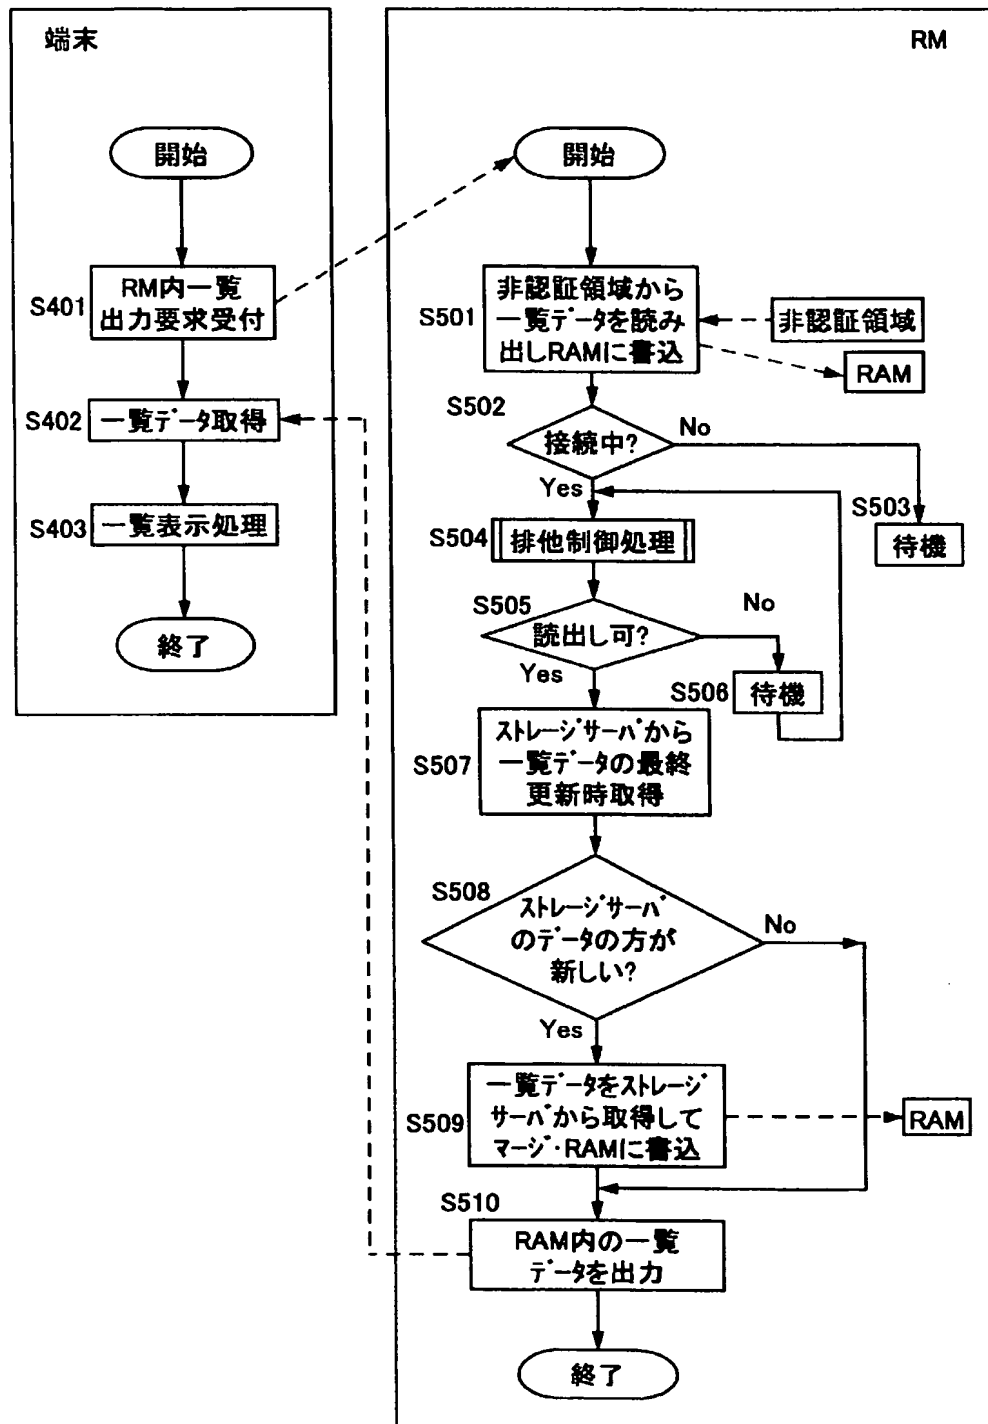 端末
開始
S401
RM内一覧
出力要求受付
S402
一覧データ取得
S403
一覧表示処理
終了
RM
開始
S501
非認証領域から
一覧データを読み
出しRAMに書込
非認証領域
RAM
S502
接続中?
No
Yes
S503
待機
S504
排他制御処理
S505
読出し可?
No
Yes
S506
待機
S507
ストレージサーバから
一覧データの最終
更新時取得
S508
ストレージサーバ
のデータの方が
新しい?
No
Yes
S509
一覧データをストレージ
サーバから取得して
マージ・RAMに書込
RAM
S510
RAM内の一覧
データを出力
終了